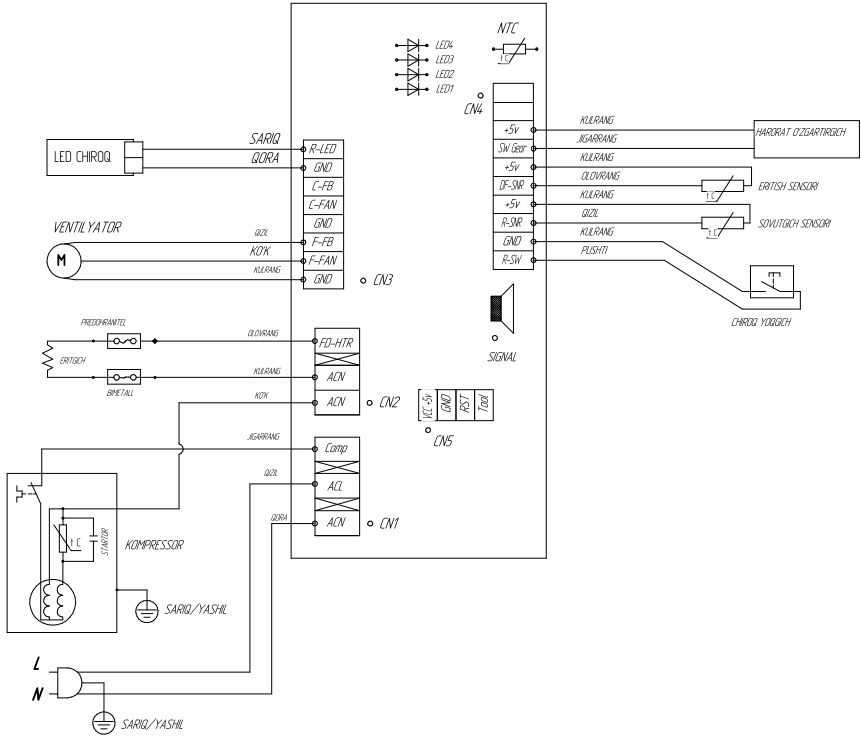 NTC
LED4
LED3
LED2
LED1
t C
CN4
+5v
SW Gear
+5v
DF-SNR
+5v
R-SNR
GND
R-SW
KULRANG
JIGARRANG
KULRANG
OLOVRANG
KULRANG
QIZIL
KULRANG
PUSHTI
HARORAT O'ZGARTIRGICH
t C
ERITISH SENSORI
t C
SOVUTGICH SENSORI
CHIROQ YOQGICH
LED CHIROQ
SARIQ
QORA
R-LED
GND
C-FB
C-FAN
GND
F-FB
F-FAN
GND
CN3
VENTILYATOR
M
QIZIL
KO'K
KULRANG
SIGNAL
PREDOHRANITEL
ERITGICH
BIMETALL
OLOVRANG
KULRANG
KO'K
FD-HTR
ACN
ACN
CN2
VCC +5v
GND
RST
Tool
CN5
JIGARRANG
QIZIL
QORA
Comp
ACL
ACN
CN1
t C
STARTOR
KOMPRESSOR
SARIQ/YASHIL
L
N
SARIQ/YASHIL